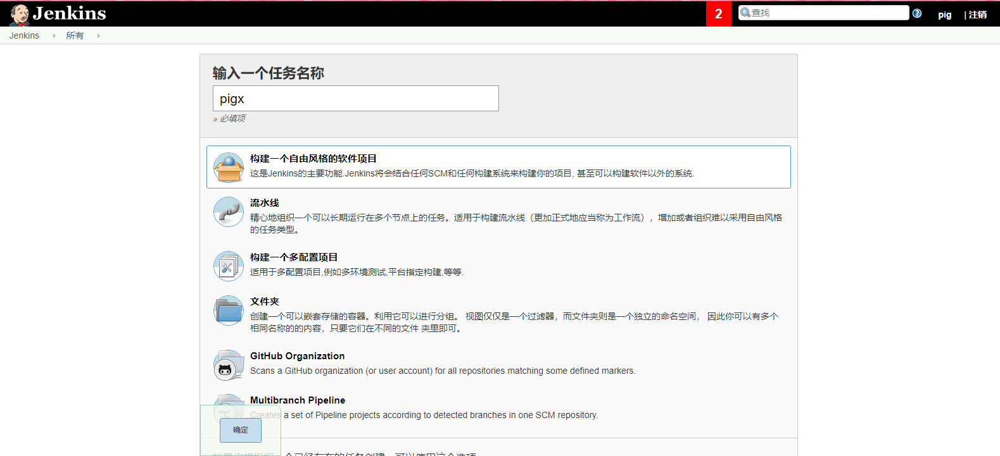 Jenkins
2
查找
pig
| 注销
Jenkins
所有
输入一个任务名称
pigx
» 必填项
构建一个自由风格的软件项目
这是Jenkins的主要功能.Jenkins将会结合任何SCM和任何构建系统来构建你的项目, 甚至可以构建软件以外的系统.
流水线
精心地组织一个可以长期运行在多个节点上的任务。适用于构建流水线（更加正式地应当称为工作流），增加或者组织难以采用自由风格
的任务类型。
构建一个多配置项目
适用于多配置项目,例如多环境测试,平台指定构建,等等.
文件夹
创建一个可以嵌套存储的容器。利用它可以进行分组。 视图仅仅是一个过滤器，而文件夹则是一个独立的命名空间， 因此你可以有多个
相同名称的的内容，只要它们在不同的文件 夹里即可。
GitHub Organization
Scans a GitHub organization (or user account) for all repositories matching some defined markers.
Multibranch Pipeline
Creates a set of Pipeline projects according to detected branches in one SCM repository.
确定
一个已经存在的任务创建，可以使用这个选项